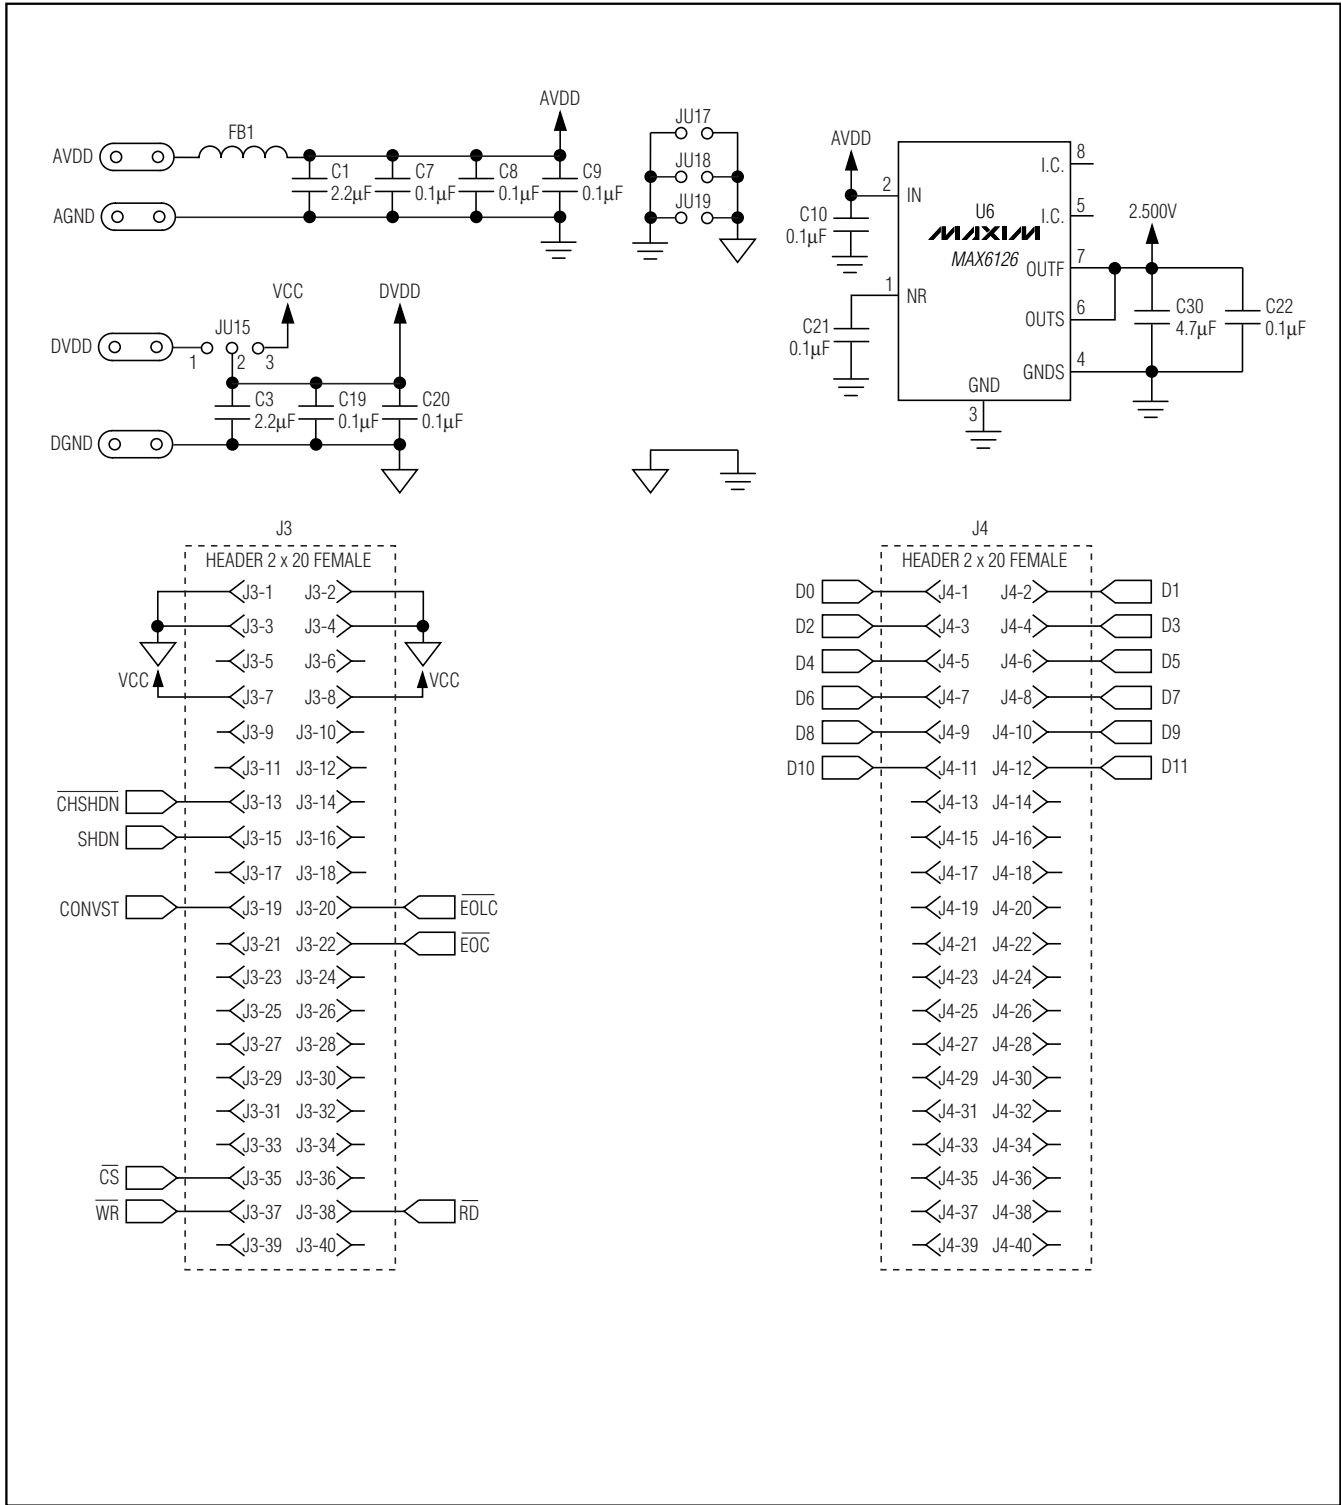 AVDD
FB1
AVDD
C1
2.2µF
C7
0.1µF
C8
0.1µF
C9
0.1µF
AGND
JU17
JU18
JU19
AVDD
2
IN
C10
0.1µF
1
NR
C21
0.1µF
U6
MAXIM
MAX6126
I.C.
8
I.C.
5
OUTF
7
OUTS
6
GNDS
4
GND
3
2.500V
C30
4.7µF
C22
0.1µF
DVDD
JU15
1 2 3
VCC
DVDD
C3
2.2µF
C19
0.1µF
C20
0.1µF
DGND
J3
HEADER 2 x 20 FEMALE
J3-1 J3-2
J3-3 J3-4
J3-5 J3-6
VCC J3-7 J3-8 VCC
J3-9 J3-10
J3-11 J3-12
C̅H̅S̅H̅D̅N̅ J3-13 J3-14
SHDN J3-15 J3-16
J3-17 J3-18
CONVST J3-19 J3-20 E̅O̅L̅C̅
J3-21 J3-22 E̅O̅C̅
J3-23 J3-24
J3-25 J3-26
J3-27 J3-28
J3-29 J3-30
J3-31 J3-32
J3-33 J3-34
C̅S̅ J3-35 J3-36
W̅R̅ J3-37 J3-38 R̅D̅
J3-39 J3-40
J4
HEADER 2 x 20 FEMALE
D0 J4-1 J4-2 D1
D2 J4-3 J4-4 D3
D4 J4-5 J4-6 D5
D6 J4-7 J4-8 D7
D8 J4-9 J4-10 D9
D10 J4-11 J4-12 D11
J4-13 J4-14
J4-15 J4-16
J4-17 J4-18
J4-19 J4-20
J4-21 J4-22
J4-23 J4-24
J4-25 J4-26
J4-27 J4-28
J4-29 J4-30
J4-31 J4-32
J4-33 J4-34
J4-35 J4-36
J4-37 J4-38
J4-39 J4-40